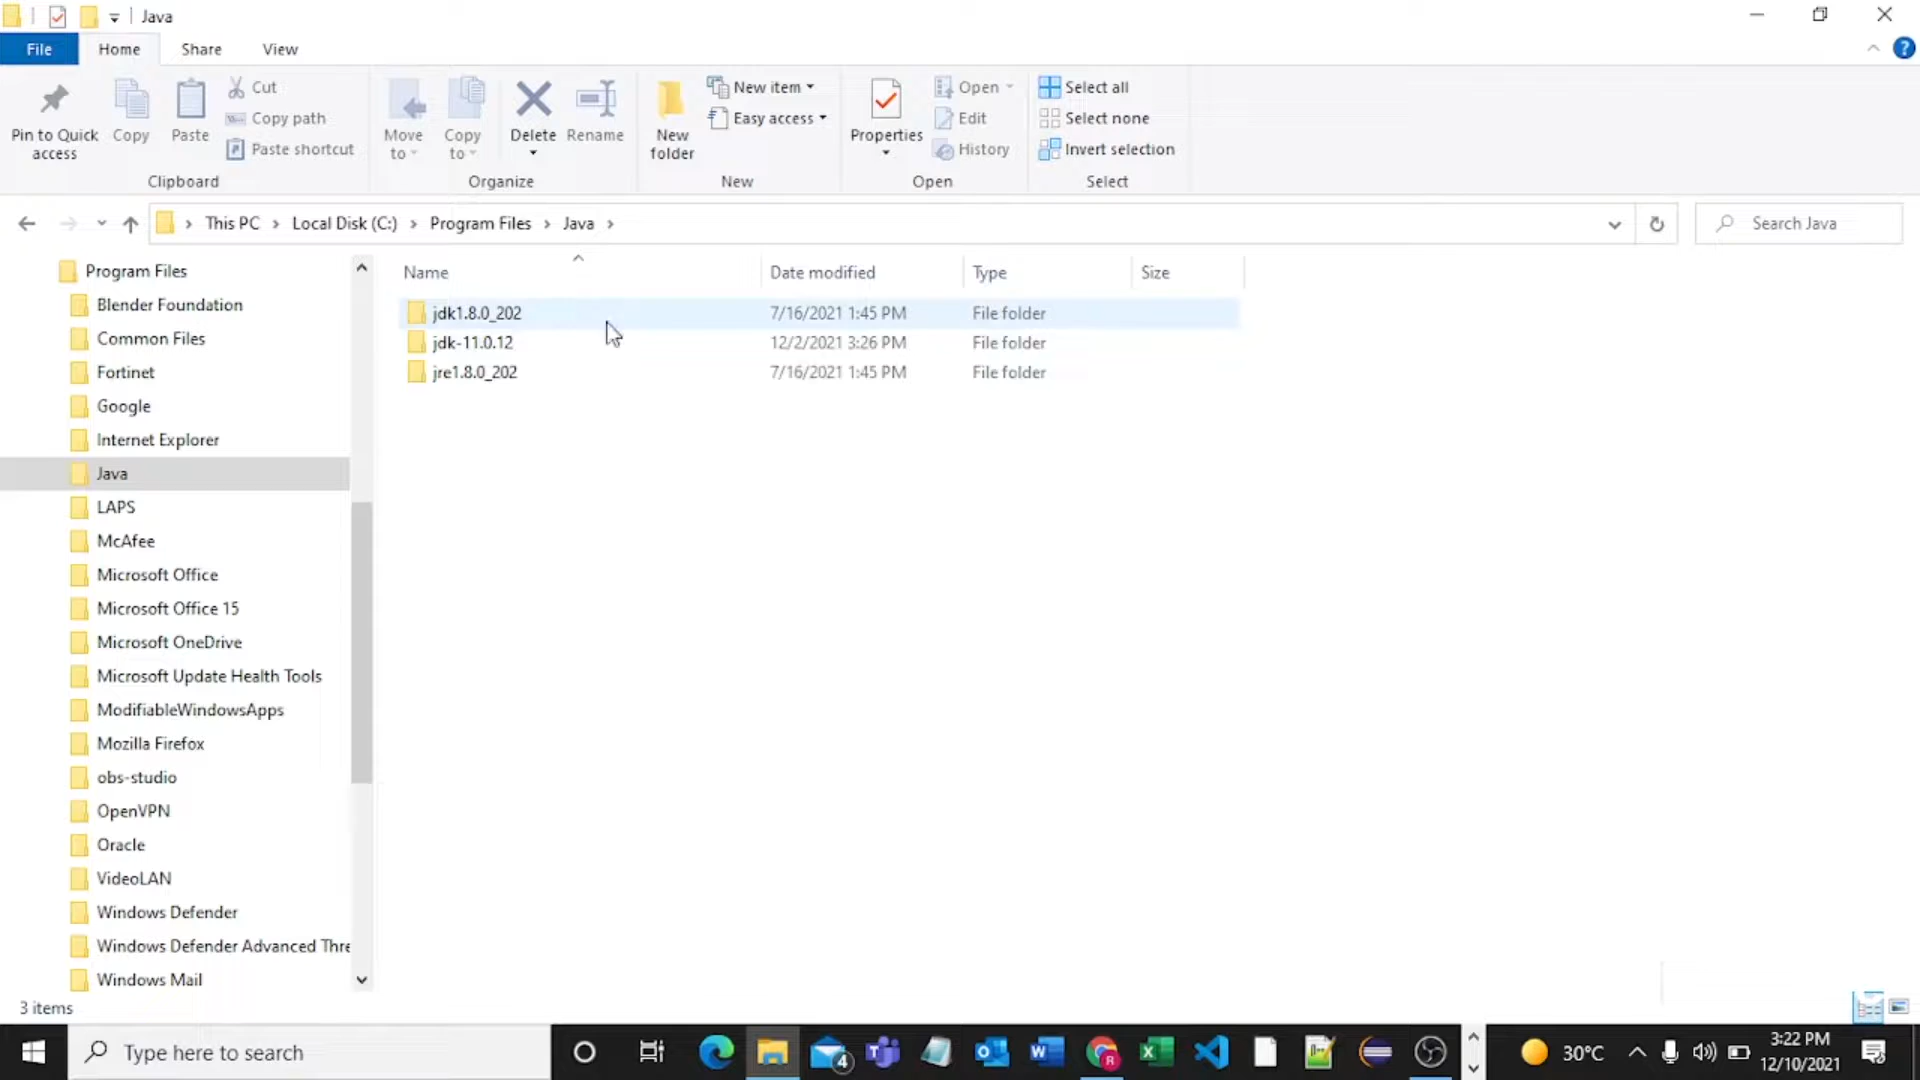 Java
File Home Share View
Pin to Quick access
Copy
Paste
Cut
Copy path
Paste shortcut
Clipboard
Move to
Copy to
Delete
Rename
Organize
New folder
New item
Easy access
New
Properties
Open
Edit
History
Open
Select all
Select none
Invert selection
Select
This PC > Local Disk (C:) > Program Files > Java >
Search Java
Program Files
Blender Foundation
Common Files
Fortinet
Google
Internet Explorer
Java
LAPS
McAfee
Microsoft Office
Microsoft Office 15
Microsoft OneDrive
Microsoft Update Health Tools
ModifiableWindowsApps
Mozilla Firefox
obs-studio
OpenVPN
Oracle
VideoLAN
Windows Defender
Windows Defender Advanced Thre
Windows Mail
Name Date modified Type Size
jdk1.8.0_202 7/16/2021 1:45 PM File folder
jdk-11.0.12 12/2/2021 3:26 PM File folder
jre1.8.0_202 7/16/2021 1:45 PM File folder
3 items
Type here to search
4
R
30°C
3:22 PM
12/10/2021